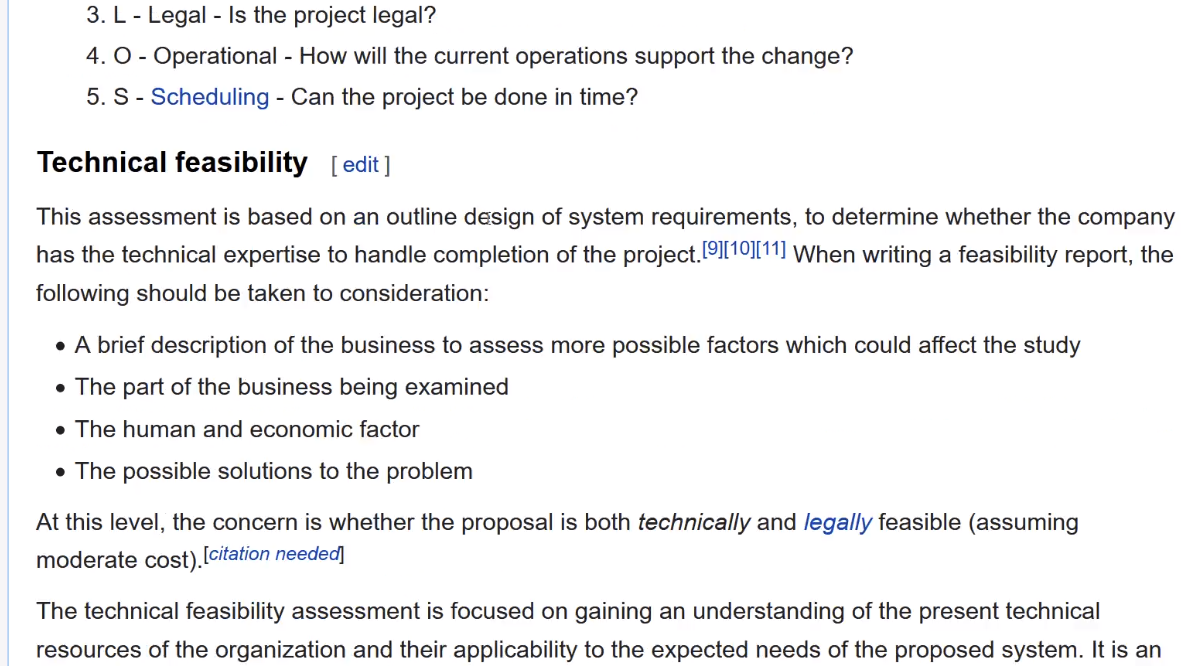 3. L - Legal - Is the project legal?
4. O - Operational - How will the current operations support the change?
5. S - Scheduling - Can the project be done in time?
Technical feasibility [ edit ]
This assessment is based on an outline design of system requirements, to determine whether the company
has the technical expertise to handle completion of the project.[9][10][11] When writing a feasibility report, the
following should be taken to consideration:
• A brief description of the business to assess more possible factors which could affect the study
• The part of the business being examined
• The human and economic factor
• The possible solutions to the problem
At this level, the concern is whether the proposal is both technically and legally feasible (assuming
moderate cost).[citation needed]
The technical feasibility assessment is focused on gaining an understanding of the present technical
resources of the organization and their applicability to the expected needs of the proposed system. It is an